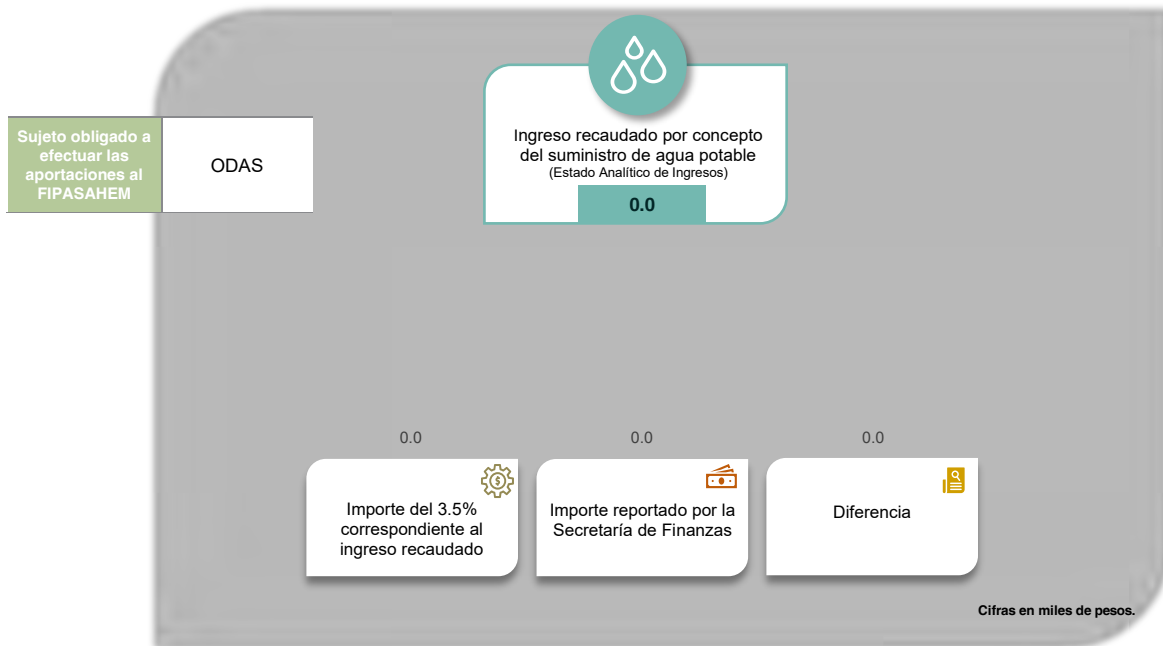 Sujeto obligado a
efectuar las
aportaciones al
FIPASAHEM
ODAS
Ingreso recaudado por concepto
del suministro de agua potable
(Estado Analítico de Ingresos)
0.0
0.0
0.0
0.0
Importe del 3.5%
correspondiente al
ingreso recaudado
Importe reportado por la
Secretaría de Finanzas
Diferencia
Cifras en miles de pesos.